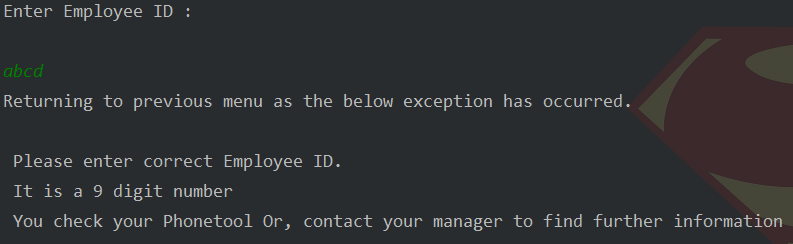 Enter Employee ID :
abcd
Returning to previous menu as the below exception has occurred.
Please enter correct Employee ID.
It is a 9 digit number
You check your Phonetool Or, contact your manager to find further information